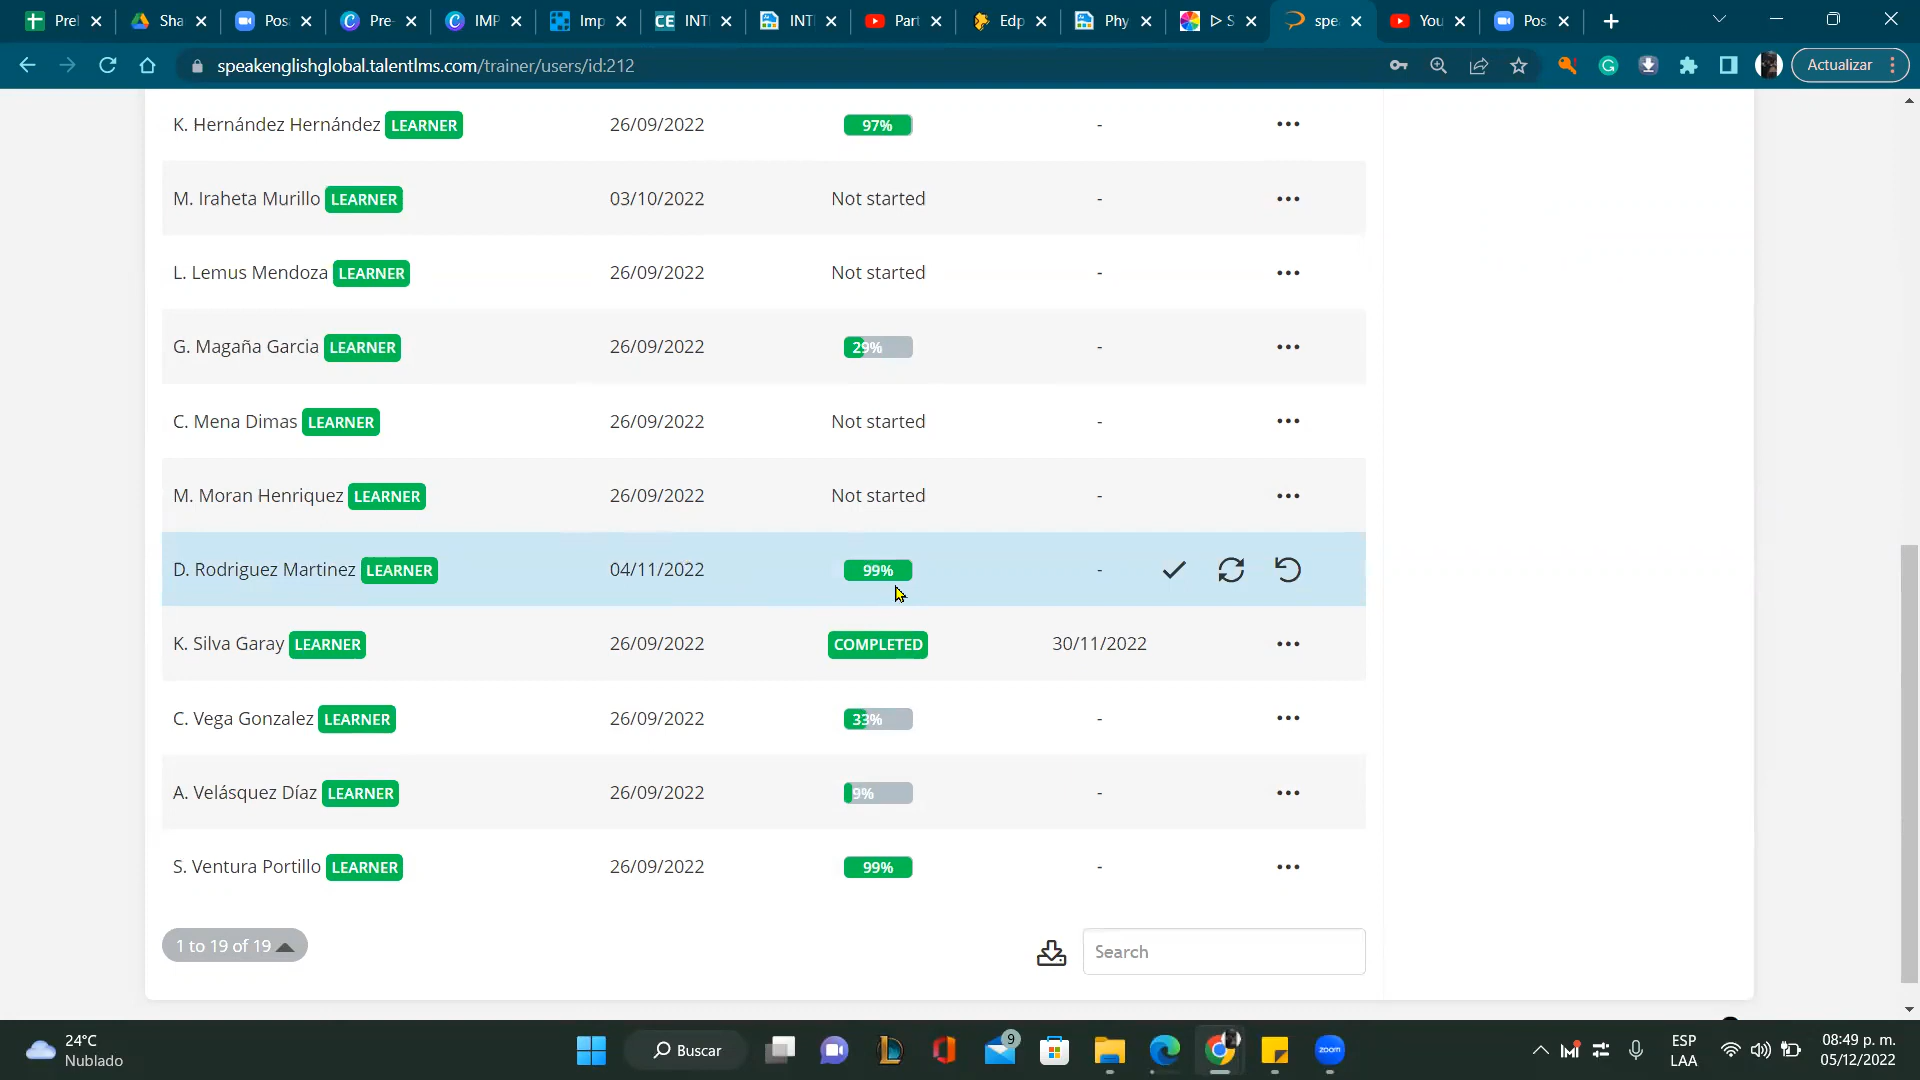 Prel
Sha
Posi
Pre-
IMP
Imp
CE INTI
INTI
Part
Edp
Phy
S
spea
You
Pos
speakenglishglobal.talentlms.com/trainer/users/id:212
Actualizar
K. Hernández Hernández LEARNER 26/09/2022 97% - •••
M. Iraheta Murillo LEARNER 03/10/2022 Not started - •••
L. Lemus Mendoza LEARNER 26/09/2022 Not started - •••
G. Magaña Garcia LEARNER 26/09/2022 29% - •••
C. Mena Dimas LEARNER 26/09/2022 Not started - •••
M. Moran Henriquez LEARNER 26/09/2022 Not started - •••
D. Rodriguez Martinez LEARNER 04/11/2022 99% -
K. Silva Garay LEARNER 26/09/2022 COMPLETED 30/11/2022 •••
C. Vega Gonzalez LEARNER 26/09/2022 33% - •••
A. Velásquez Díaz LEARNER 26/09/2022 9% - •••
S. Ventura Portillo LEARNER 26/09/2022 99% - •••
1 to 19 of 19
Search
24°C
Nublado
Buscar
9
zoom
ESP
LAA
08:49 p. m.
05/12/2022